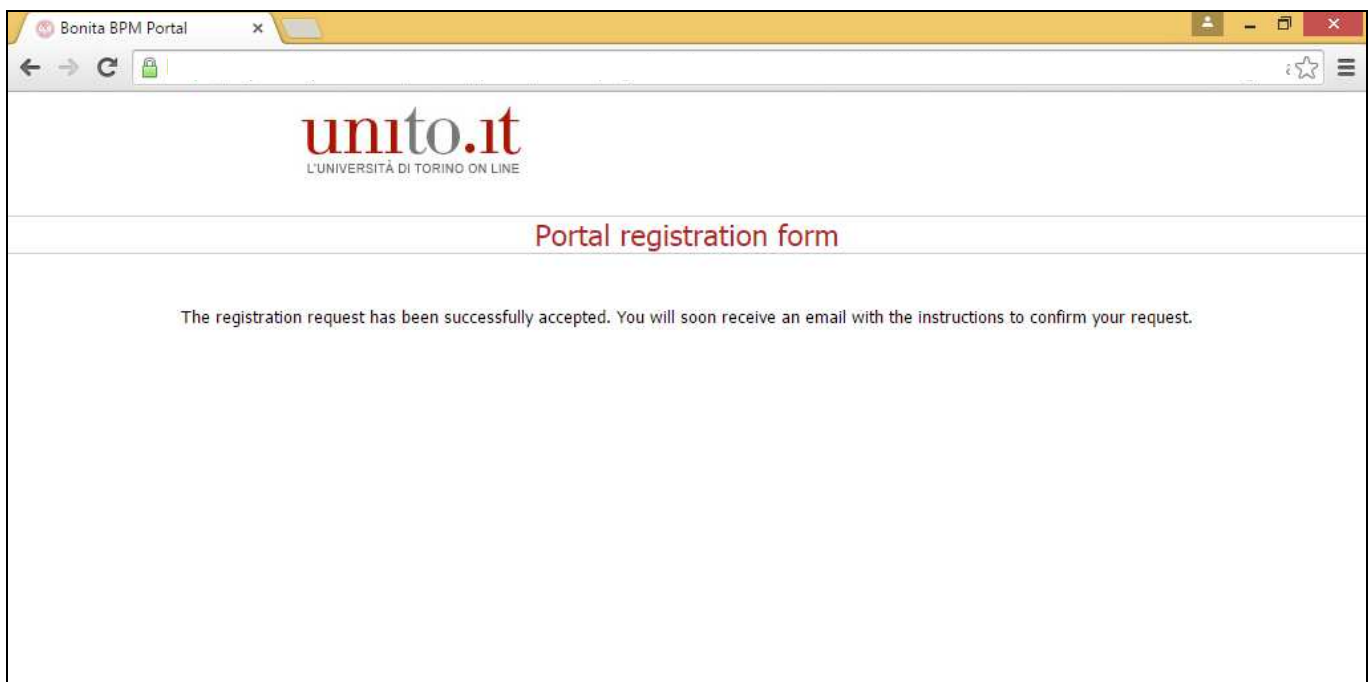 Bonita BPM Portal
unito.it
L'UNIVERSITÀ DI TORINO ON LINE
Portal registration form
The registration request has been successfully accepted. You will soon receive an email with the instructions to confirm your request.